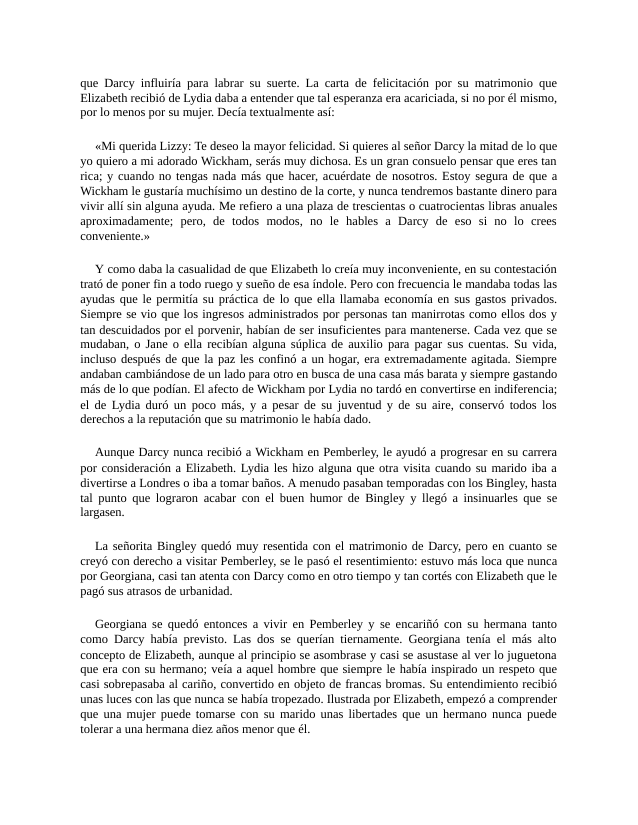 que Darcy influiría para labrar su suerte. La carta de felicitación por su matrimonio que
Elizabeth recibió de Lydia daba a entender que tal esperanza era acariciada, si no por él mismo,
por lo menos por su mujer. Decía textualmente así:
«Mi querida Lizzy: Te deseo la mayor felicidad. Si quieres al señor Darcy la mitad de lo que
yo quiero a mi adorado Wickham, serás muy dichosa. Es un gran consuelo pensar que eres tan
rica; y cuando no tengas nada más que hacer, acuérdate de nosotros. Estoy segura de que a
Wickham le gustaría muchísimo un destino de la corte, y nunca tendremos bastante dinero para
vivir allí sin alguna ayuda. Me refiero a una plaza de trescientas o cuatrocientas libras anuales
aproximadamente; pero, de todos modos, no le hables a Darcy de eso si no lo crees
conveniente.»
Y como daba la casualidad de que Elizabeth lo creía muy inconveniente, en su contestación
trató de poner fin a todo ruego y sueño de esa índole. Pero con frecuencia le mandaba todas las
ayudas que le permitía su práctica de lo que ella llamaba economía en sus gastos privados.
Siempre se vio que los ingresos administrados por personas tan manirrotas como ellos dos y
tan descuidados por el porvenir, habían de ser insuficientes para mantenerse. Cada vez que se
mudaban, o Jane o ella recibían alguna súplica de auxilio para pagar sus cuentas. Su vida,
incluso después de que la paz les confinó a un hogar, era extremadamente agitada. Siempre
andaban cambiándose de un lado para otro en busca de una casa más barata y siempre gastando
más de lo que podían. El afecto de Wickham por Lydia no tardó en convertirse en indiferencia;
el de Lydia duró un poco más, y a pesar de su juventud y de su aire, conservó todos los
derechos a la reputación que su matrimonio le había dado.
Aunque Darcy nunca recibió a Wickham en Pemberley, le ayudó a progresar en su carrera
por consideración a Elizabeth. Lydia les hizo alguna que otra visita cuando su marido iba a
divertirse a Londres o iba a tomar baños. A menudo pasaban temporadas con los Bingley, hasta
tal punto que lograron acabar con el buen humor de Bingley y llegó a insinuarles que se
largasen.
La señorita Bingley quedó muy resentida con el matrimonio de Darcy, pero en cuanto se
creyó con derecho a visitar Pemberley, se le pasó el resentimiento: estuvo más loca que nunca
por Georgiana, casi tan atenta con Darcy como en otro tiempo y tan cortés con Elizabeth que le
pagó sus atrasos de urbanidad.
Georgiana se quedó entonces a vivir en Pemberley y se encariñó con su hermana tanto
como Darcy había previsto. Las dos se querían tiernamente. Georgiana tenía el más alto
concepto de Elizabeth, aunque al principio se asombrase y casi se asustase al ver lo juguetona
que era con su hermano; veía a aquel hombre que siempre le había inspirado un respeto que
casi sobrepasaba al cariño, convertido en objeto de francas bromas. Su entendimiento recibió
unas luces con las que nunca se había tropezado. Ilustrada por Elizabeth, empezó a comprender
que una mujer puede tomarse con su marido unas libertades que un hermano nunca puede
tolerar a una hermana diez años menor que él.